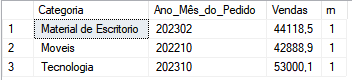 Categoria Ano_Mês_do_Pedido Vendas rn
1 Material de Escritorio 202302 44118,5 1
2 Moveis 202210 42888,9 1
3 Tecnologia 202310 53000,1 1